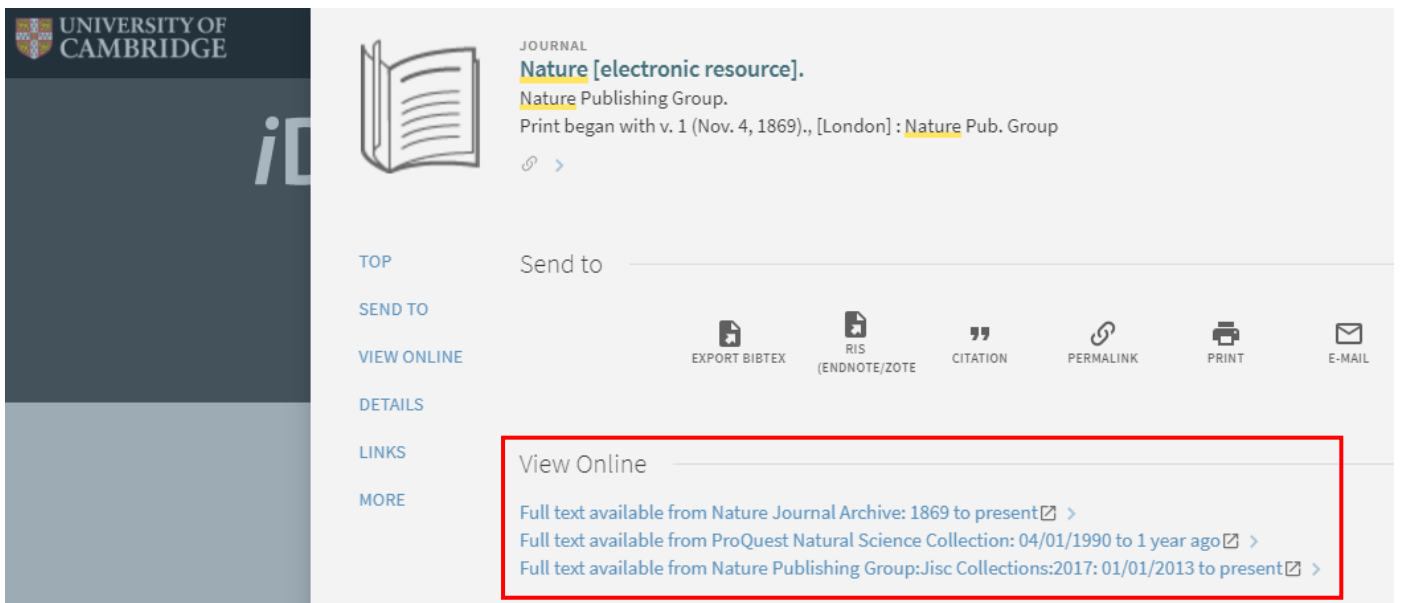 UNIVERSITY OF
CAMBRIDGE
iD
JOURNAL
Nature [electronic resource].
Nature Publishing Group.
Print began with v. 1 (Nov. 4, 1869)., [London] : Nature Pub. Group
TOP
SEND TO
VIEW ONLINE
DETAILS
LINKS
MORE
Send to
EXPORT BIBTEX
RIS
(ENDNOTE/ZOTE
CITATION
PERMALINK
PRINT
E-MAIL
View Online
Full text available from Nature Journal Archive: 1869 to present
Full text available from ProQuest Natural Science Collection: 04/01/1990 to 1 year ago
Full text available from Nature Publishing Group:Jisc Collections:2017: 01/01/2013 to present